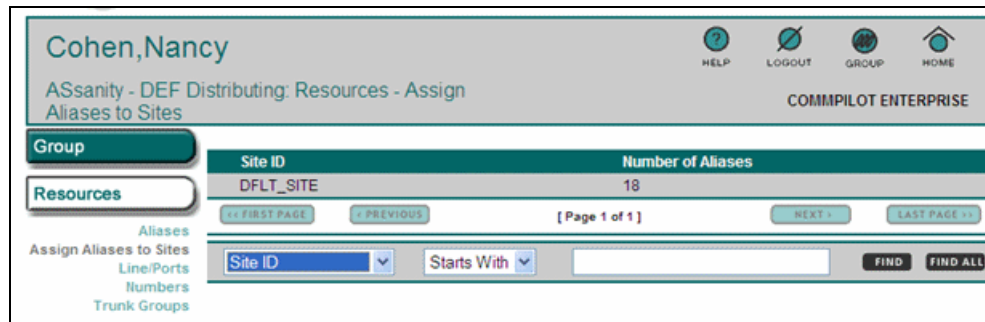 Cohen,Nancy
HELP LOGOUT GROUP HOME
ASsanity - DEF Distributing: Resources - Assign
Aliases to Sites
COMMPILOT ENTERPRISE
Group
Resources
Aliases
Assign Aliases to Sites
Line/Ports
Numbers
Trunk Groups
Site ID Number of Aliases
DFLT_SITE 18
<< FIRST PAGE < PREVIOUS [ Page 1 of 1 ] NEXT > LAST PAGE >>
Site ID Starts With FIND FIND ALL